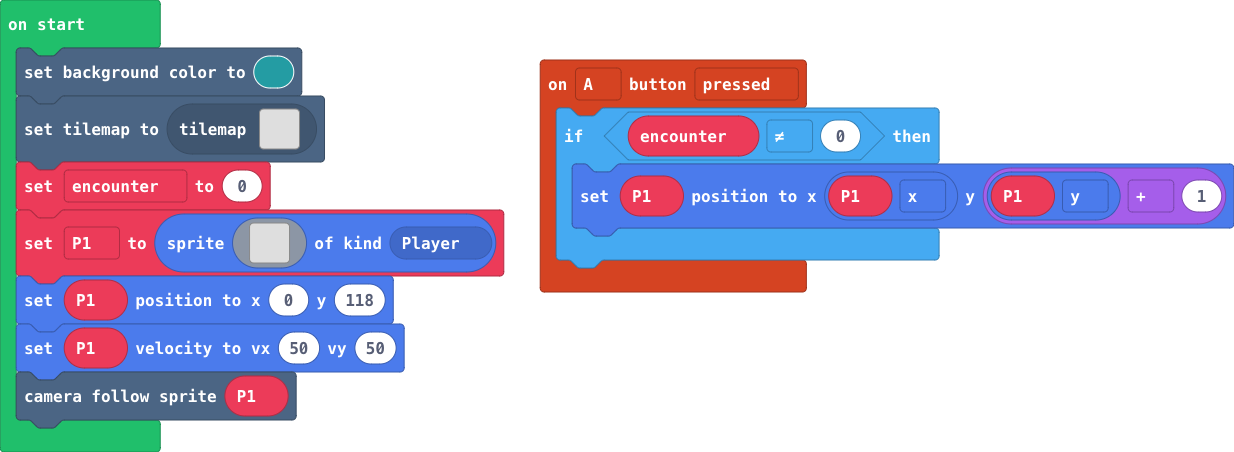 on start
set background color to
set tilemap to tilemap
set encounter to 0
set P1 to sprite of kind Player
set P1 position to x 0 y 118
set P1 velocity to vx 50 vy 50
camera follow sprite P1
on A button pressed
if encounter ≠ 0 then
set P1 position to x P1 x y P1 y + 1